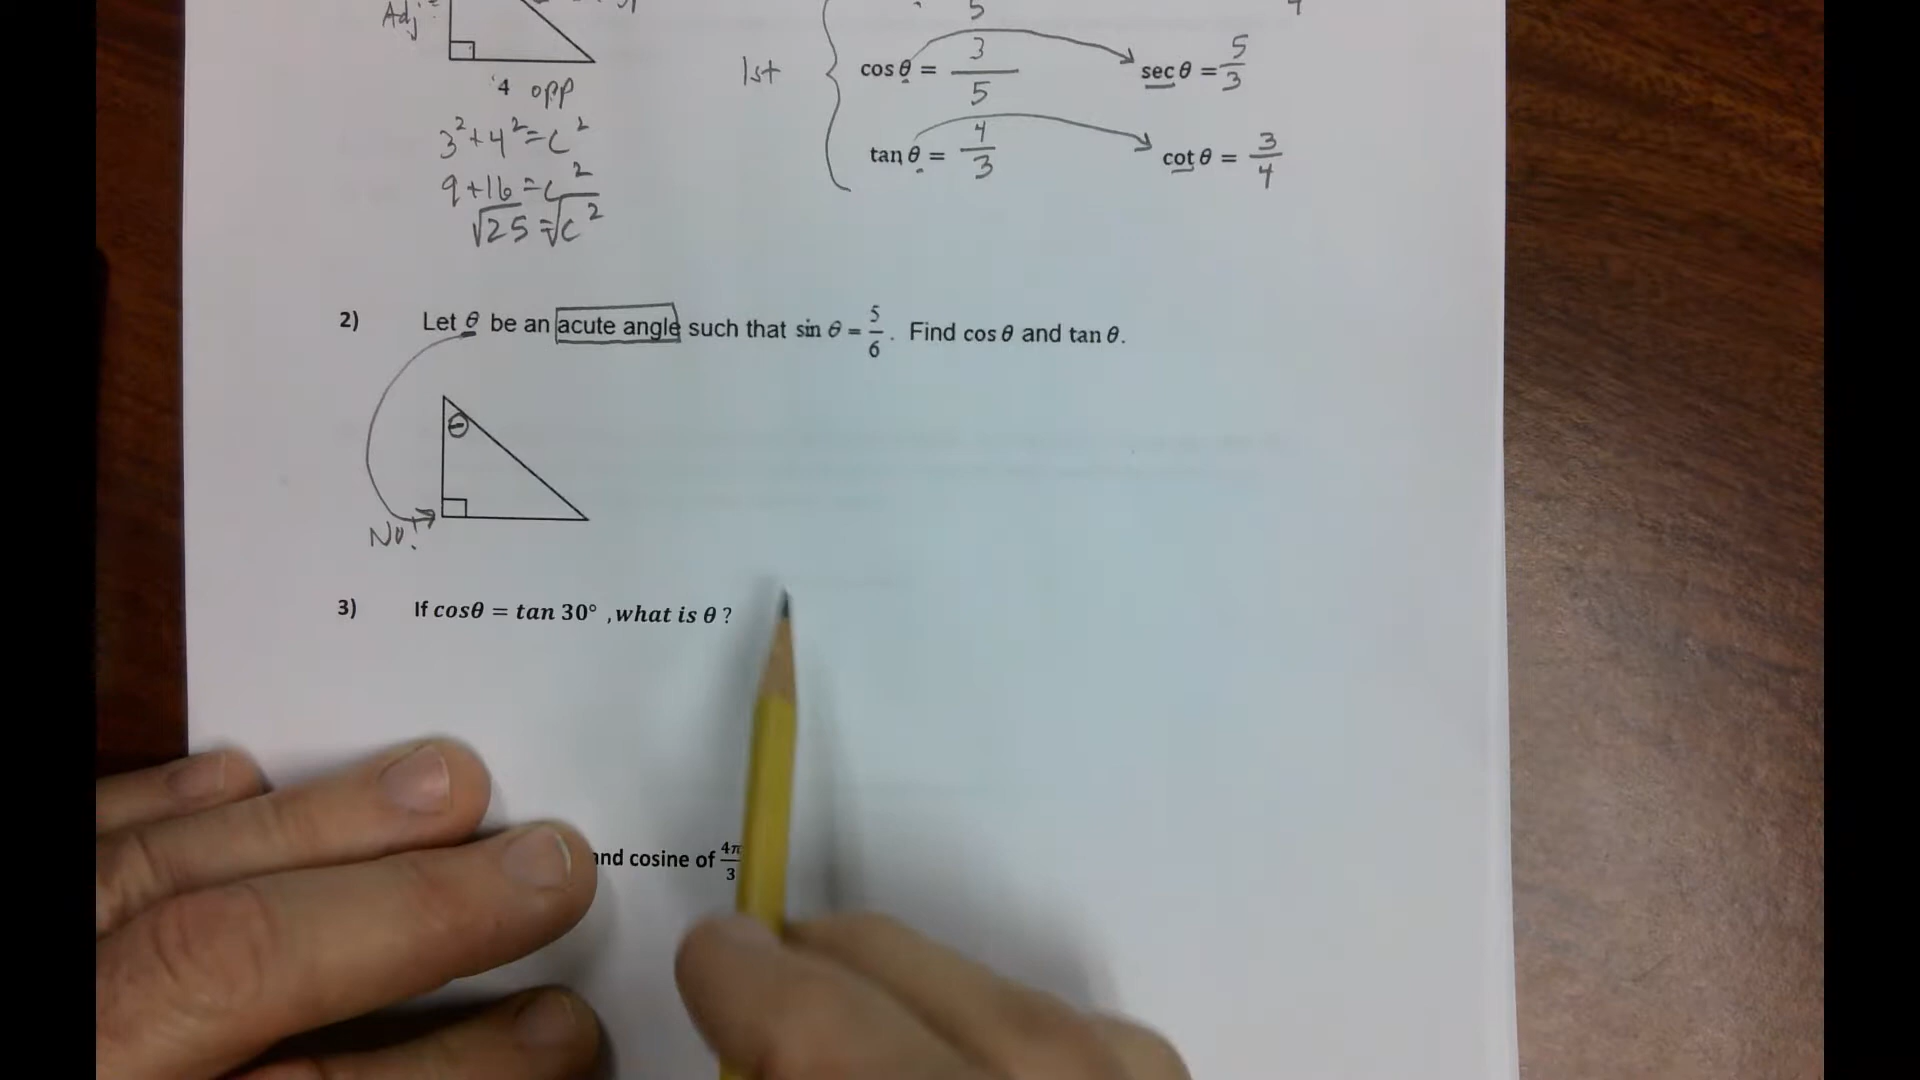 Adj
5
cos θ = 3/5
sec θ = 5/3
1st
4 opp
3² + 4² = c²
tan θ = 4/3
cot θ = 3/4
9 + 16 = c²
√25 = √c²
2) Let θ be an acute angle such that sin θ = 5/6 . Find cos θ and tan θ.
θ
No!
3) If cosθ = tan 30° , what is θ ?
and cosine of 4π/3